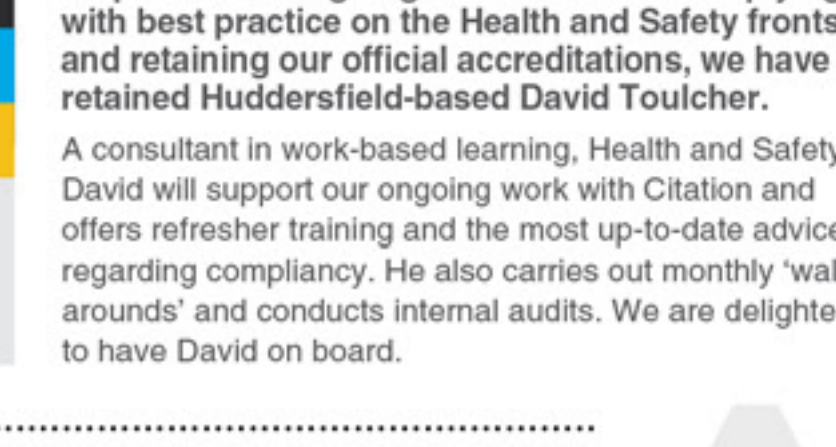 with best practice on the Health and Safety fronts
and retaining our official accreditations, we have
retained Huddersfield-based David Toulcher.
A consultant in work-based learning, Health and Safety
David will support our ongoing work with Citation and
offers refresher training and the most up-to-date advice
regarding compliancy. He also carries out monthly ‘wal
arounds’ and conducts internal audits. We are delighte
to have David on board.